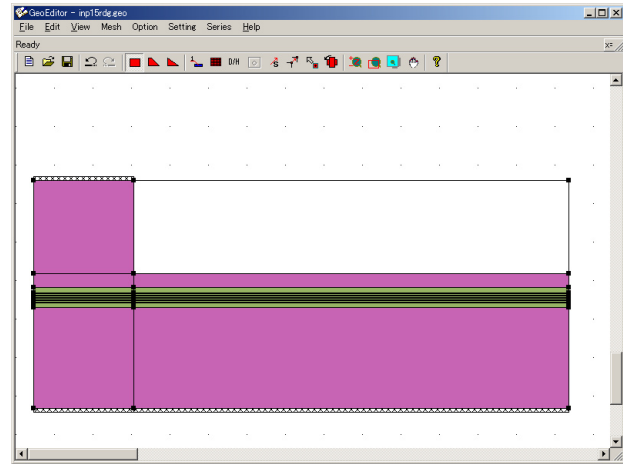 GeoEditor - inp15rdg.geo
File Edit View Mesh Option Setting Series Help
Ready X=
D/H